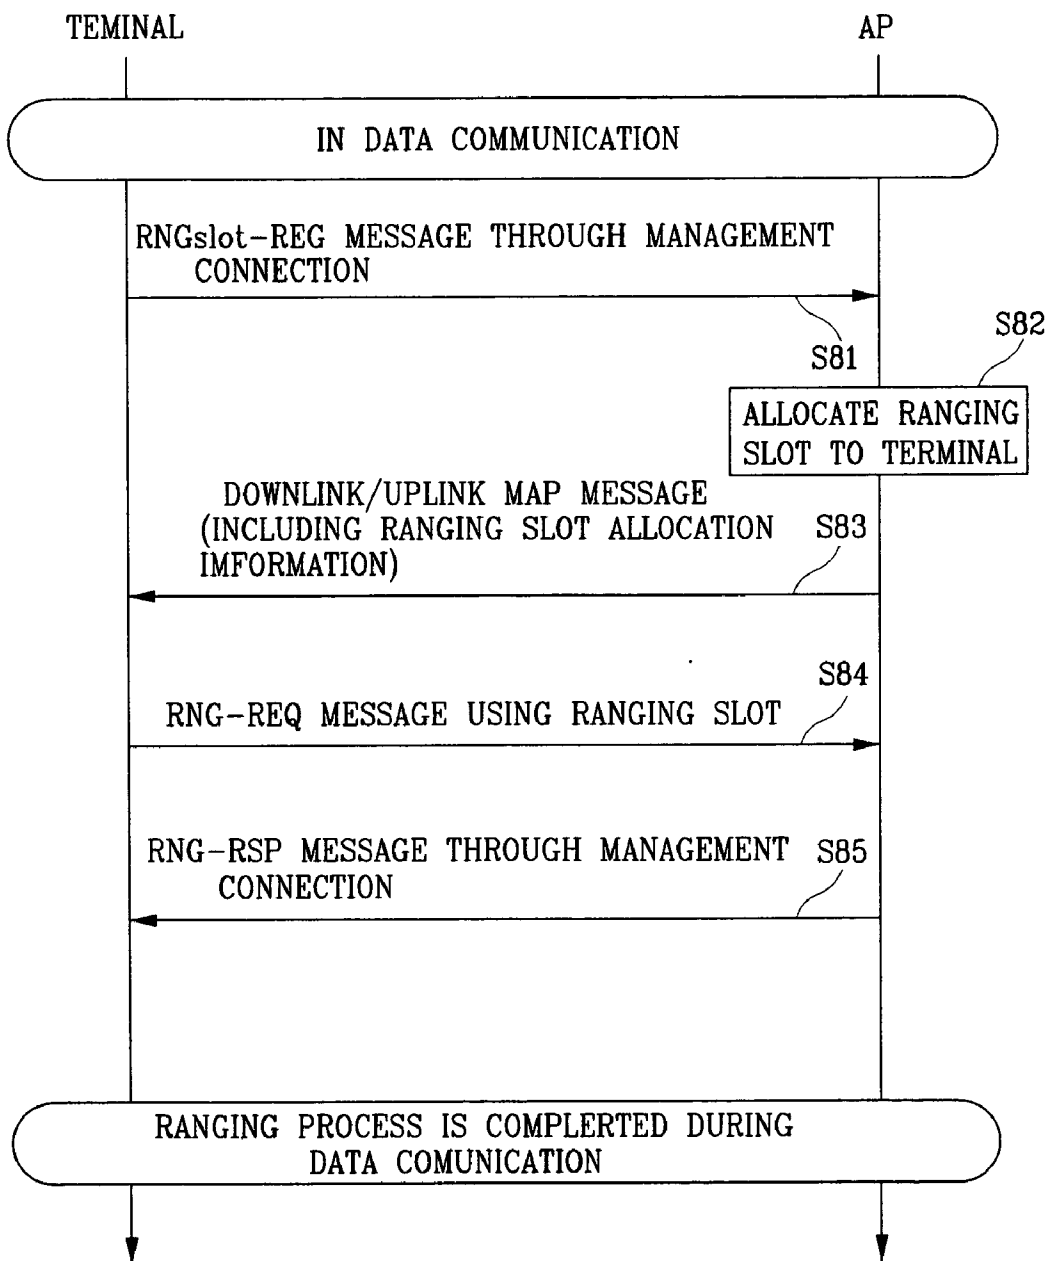 TEMINAL
AP
IN DATA COMMUNICATION
RNGslot-REG MESSAGE THROUGH MANAGEMENT
CONNECTION
S81
S82
ALLOCATE RANGING
SLOT TO TERMINAL
DOWNLINK/UPLINK MAP MESSAGE
(INCLUDING RANGING SLOT ALLOCATION
IMFORMATION)
S83
S84
RNG-REQ MESSAGE USING RANGING SLOT
RNG-RSP MESSAGE THROUGH MANAGEMENT
CONNECTION
S85
RANGING PROCESS IS COMPLERTED DURING
DATA COMUNICATION